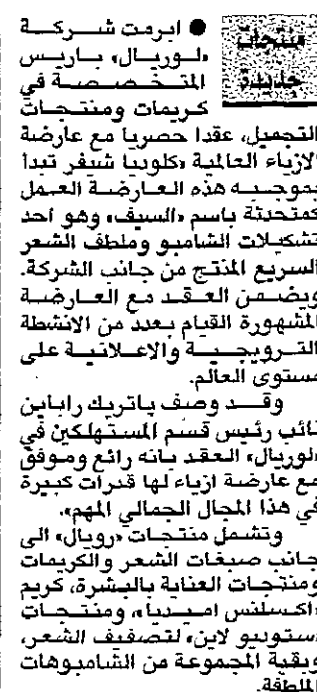 منتجات
جديدة
● ابرمت شركة
«لوريال» باريس
المتخصصة في
كريمات ومنتجات
التجميل، عقدا حصريا مع عارضة
الازياء العالمية «كلوديا شيفر تبدا
بموجبه هذه العارضة العمل
كمتحدثة باسم «السيف» وهو احد
تشكيلات الشامبو وملطف الشعر
السريع المنتج من جانب الشركة.
ويضمن العقد مع العارضة
المشهورة القيام بعدد من الانشطة
الترويجية والاعلانية على
مستوى العالم.
وقد وصف باتريك راباين
نائب رئيس قسم المستهلكين في
«لوريال» العقد بانه رائع وموفق
مع عارضة ازياء لها قدرات كبيرة
في هذا المجال الجمالي المهم».
وتشمل منتجات «رويال» الى
جانب صبغات الشعر والكريمات
ومنتجات العناية بالبشرة، كريم
«اكسلنس اميديا»، ومنتجات
«ستوديو لاين» لتصفيف الشعر،
وبقية المجموعة من الشامبوهات
الملطفة.